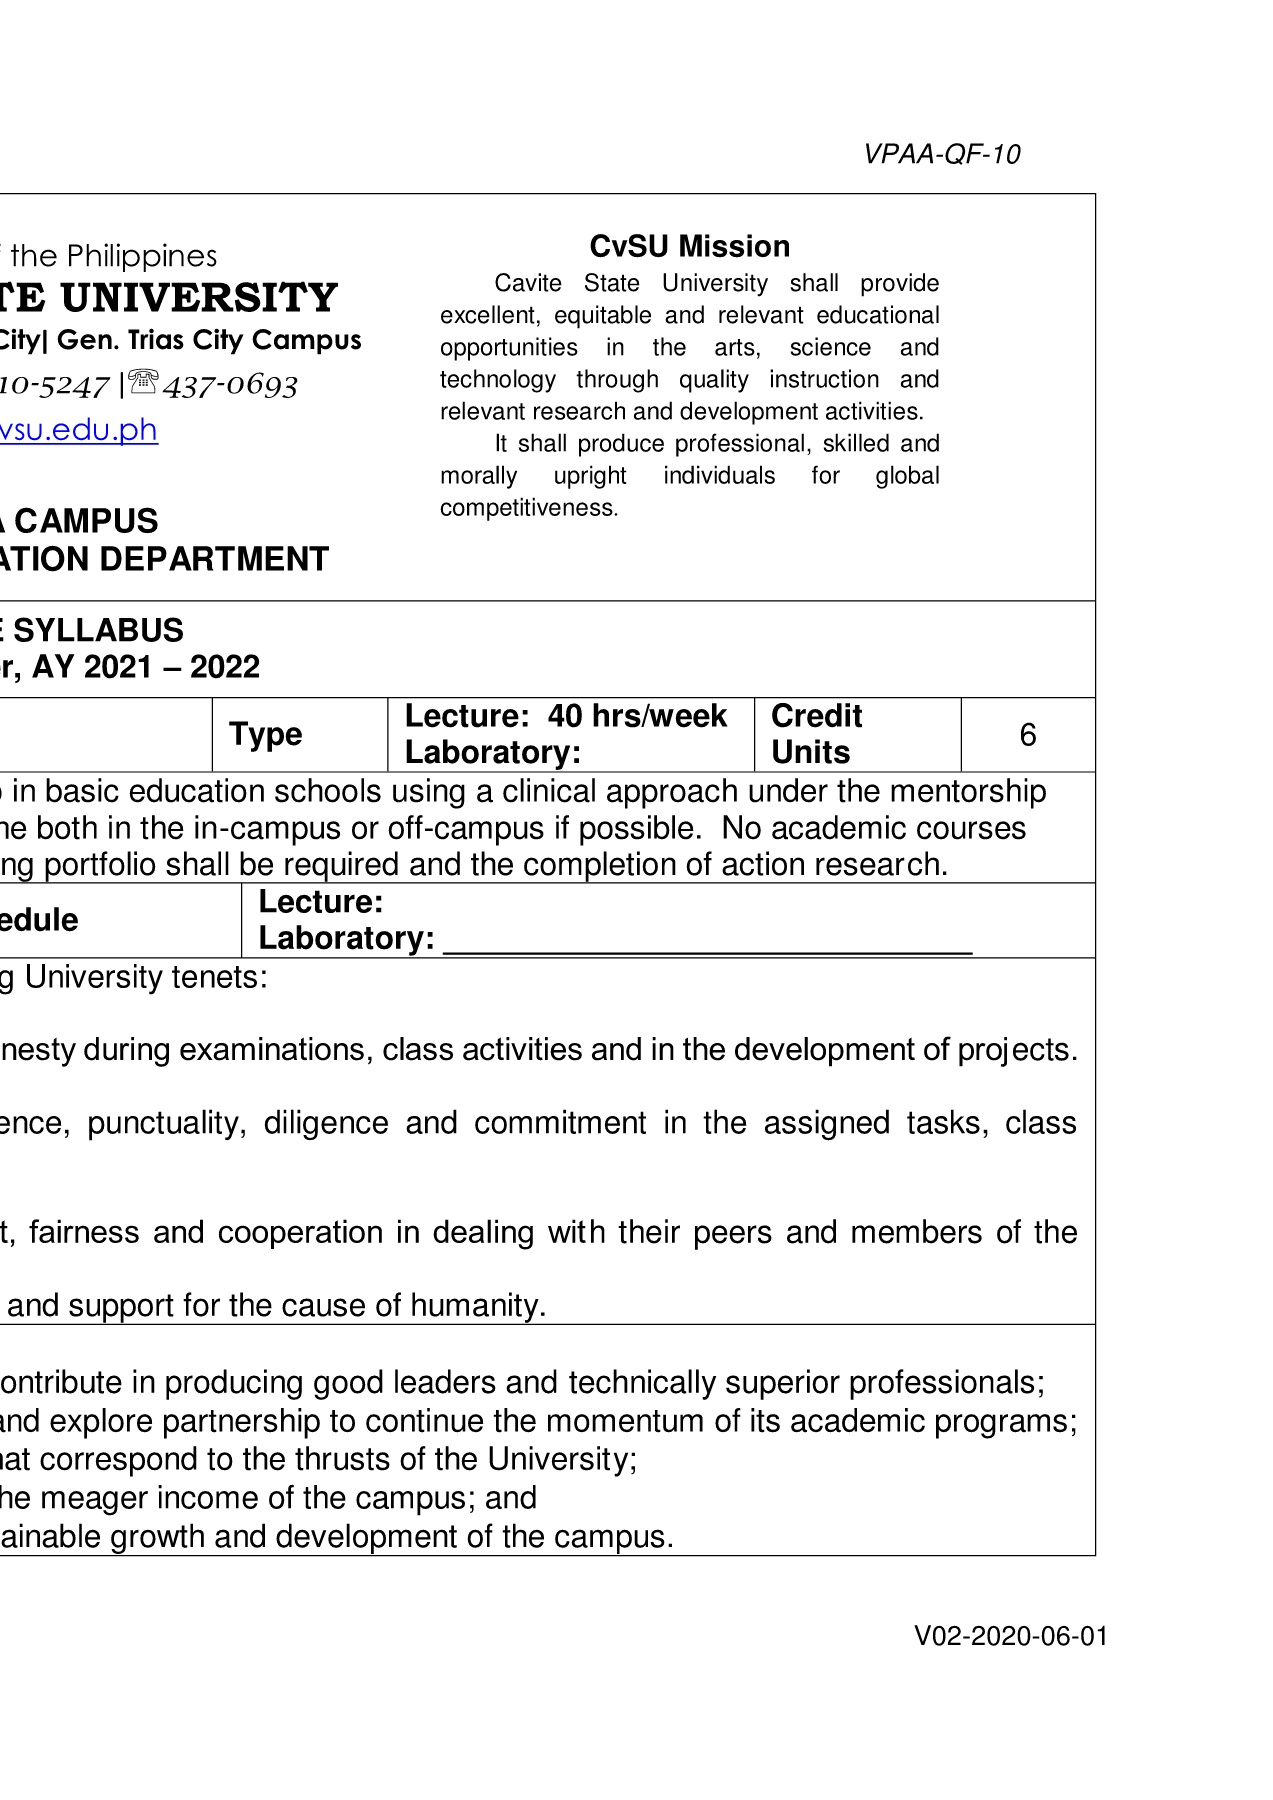 VPAA-QF-10
the Philippines
TE UNIVERSITY
City| Gen. Trias City Campus
10-5247 |☏437-0693
vsu.edu.ph
CAMPUS
ATION DEPARTMENT
CvSU Mission
Cavite State University shall provide
excellent, equitable and relevant educational
opportunities in the arts, science and
technology through quality instruction and
relevant research and development activities.
It shall produce professional, skilled and
morally upright individuals for global
competitiveness.
E SYLLABUS
r, AY 2021 – 2022
Type
Lecture: 40 hrs/week
Laboratory:
Credit
Units
6
in basic education schools using a clinical approach under the mentorship
ne both in the in-campus or off-campus if possible. No academic courses
ng portfolio shall be required and the completion of action research.
edule
Lecture:
Laboratory: ______________________________
g University tenets:
nesty during examinations, class activities and in the development of projects.
ence, punctuality, diligence and commitment in the assigned tasks, class
t, fairness and cooperation in dealing with their peers and members of the
and support for the cause of humanity.
ontribute in producing good leaders and technically superior professionals;
and explore partnership to continue the momentum of its academic programs;
hat correspond to the thrusts of the University;
he meager income of the campus; and
tainable growth and development of the campus.
V02-2020-06-01